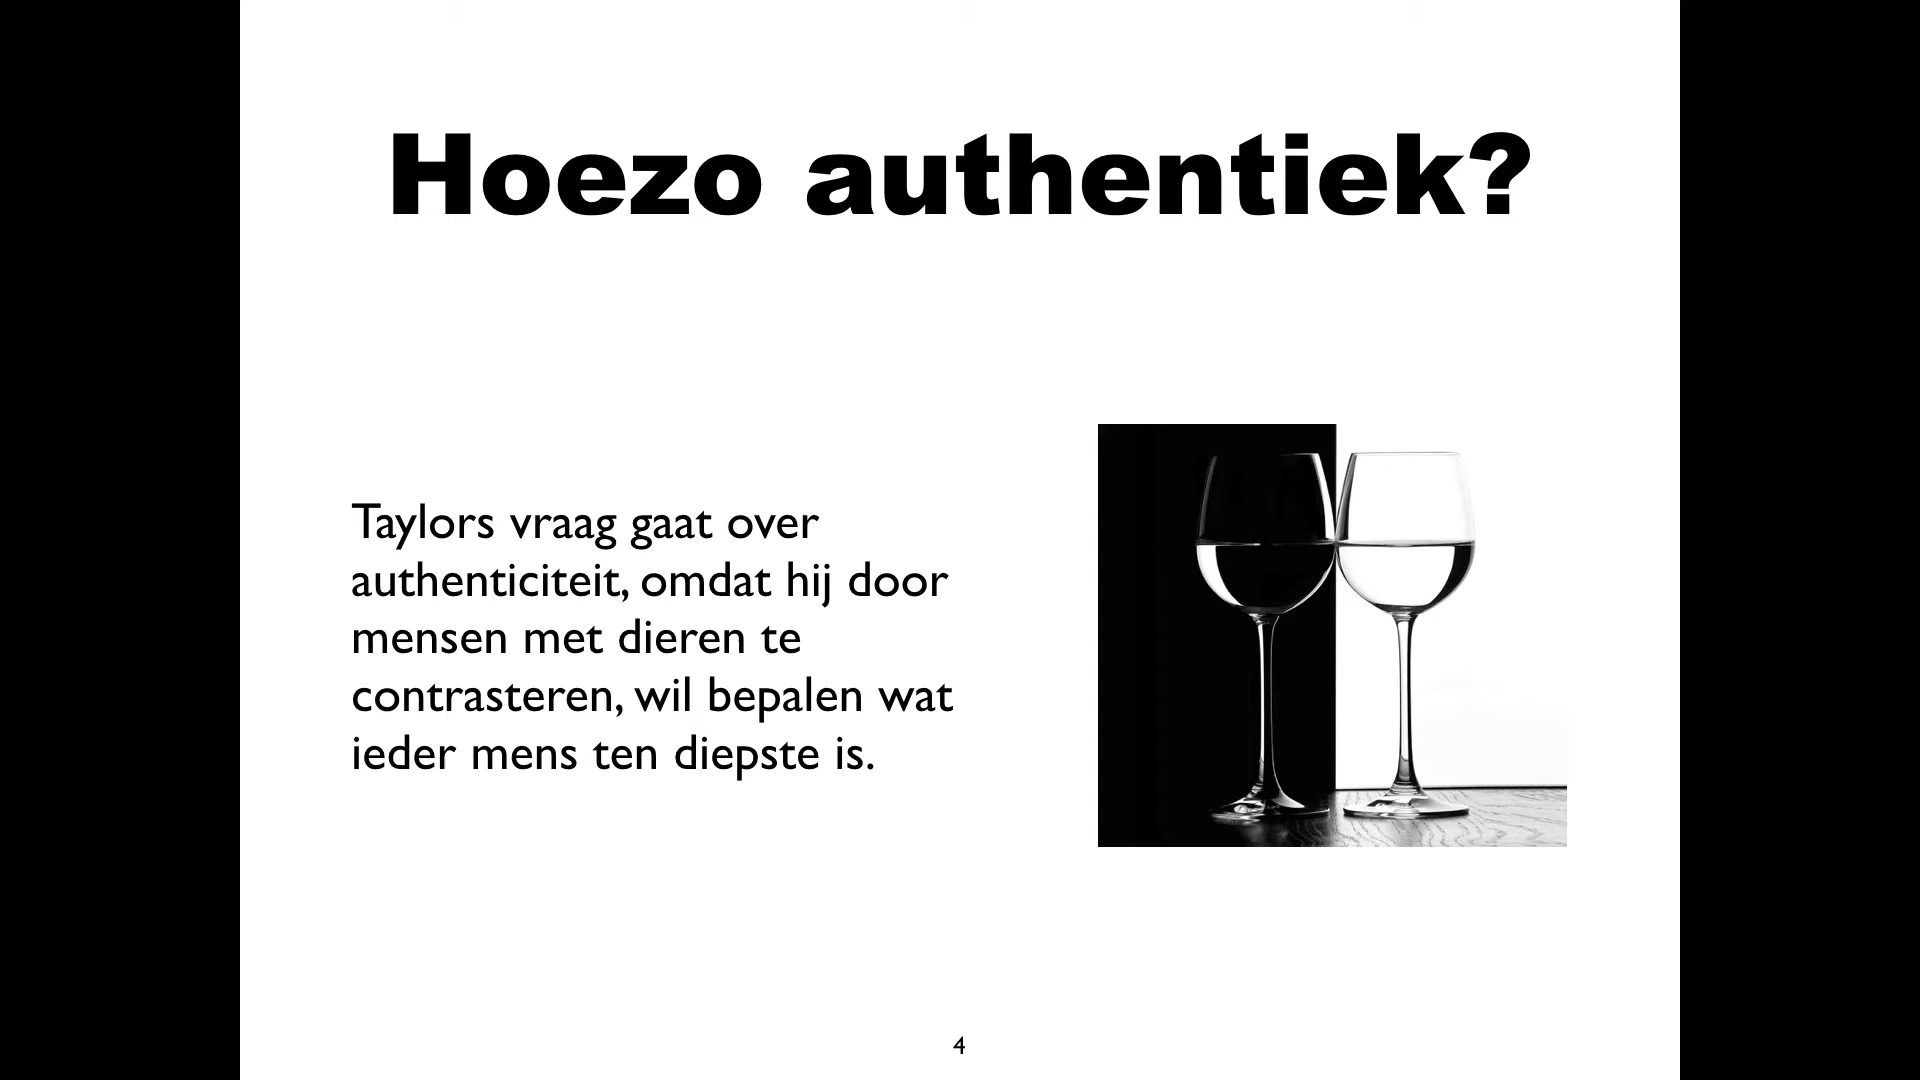 Hoezo authentiek?
Taylors vraag gaat over
authenticiteit, omdat hij door
mensen met dieren te
contrasteren, wil bepalen wat
ieder mens ten diepste is.
4